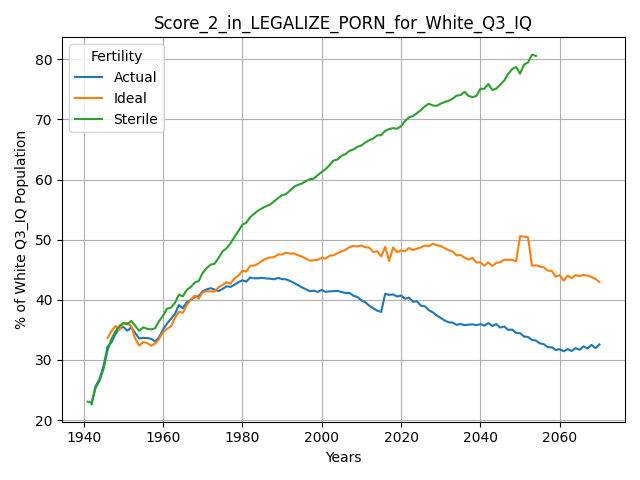 Score_2_in_LEGALIZE_PORN_for_White_Q3_IQ
Fertility
Actual
Ideal
Sterile
% of White Q3_IQ Population
80
70
60
50
40
30
20
1940 1960 1980 2000 2020 2040 2060
Years